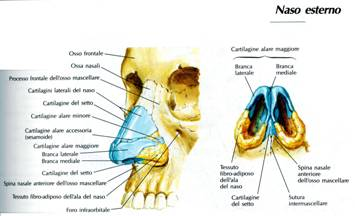 Naso esterno
Osso frontale
Ossa nasali
Processo frontale dell'osso mascellare
Cartilagini laterali del naso
Cartilagine del setto
Cartilagine alare minore
Cartilagine alare accessoria
(sesamoide)
Cartilagine alare maggiore
Branca laterale
Branca mediale
Cartilagine del setto
Spina nasale anteriore dell'osso mascellare
Tessuto fibro-adiposo dell'ala del naso
Foro infraorbitale
Cartilagine alare maggiore
Branca
laterale
Branca
mediale
Tessuto
fibro-adiposo
dell'ala
del naso
Cartilagine
del setto
Spina nasale
anteriore
dell'osso mascellare
Sutura
intermascellare